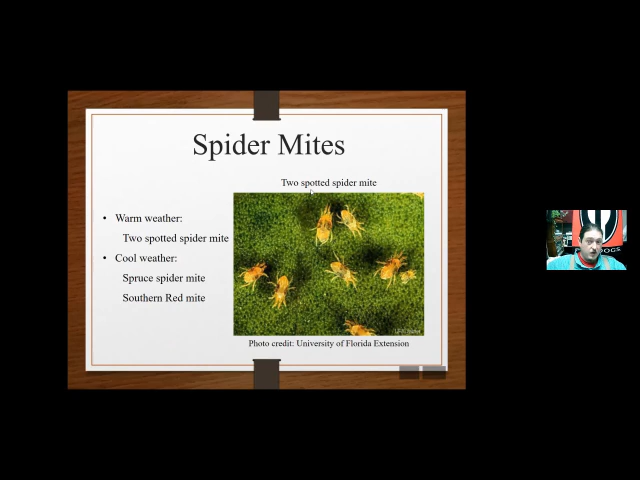 Spider Mites
Two spotted spider mite
• Warm weather:
Two spotted spider mite
• Cool weather:
Spruce spider mite
Southern Red mite
Photo credit: University of Florida Extension